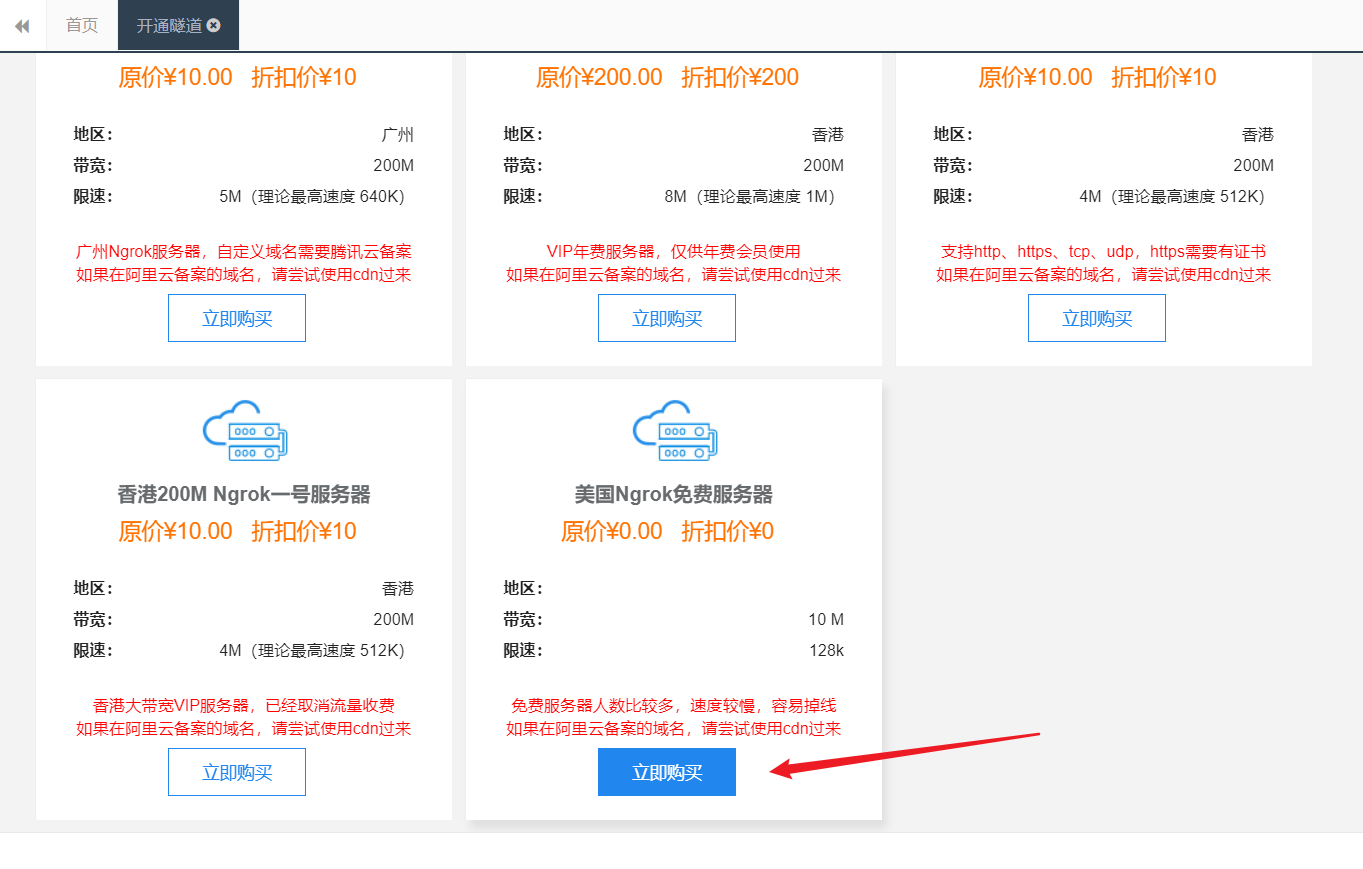 首页
开通隧道
原价¥10.00 折扣价¥10
地区： 广州
带宽： 200M
限速： 5M（理论最高速度 640K）
广州Ngrok服务器，自定义域名需要腾讯云备案
如果在阿里云备案的域名，请尝试使用cdn过来
立即购买
原价¥200.00 折扣价¥200
地区： 香港
带宽： 200M
限速： 8M（理论最高速度 1M）
VIP年费服务器，仅供年费会员使用
如果在阿里云备案的域名，请尝试使用cdn过来
立即购买
原价¥10.00 折扣价¥10
地区： 香港
带宽： 200M
限速： 4M（理论最高速度 512K）
支持http、https、tcp、udp，https需要有证书
如果在阿里云备案的域名，请尝试使用cdn过来
立即购买
香港200M Ngrok一号服务器
原价¥10.00 折扣价¥10
地区： 香港
带宽： 200M
限速： 4M（理论最高速度 512K）
香港大带宽VIP服务器，已经取消流量收费
如果在阿里云备案的域名，请尝试使用cdn过来
立即购买
美国Ngrok免费服务器
原价¥0.00 折扣价¥0
地区：
带宽： 10 M
限速： 128k
免费服务器人数比较多，速度较慢，容易掉线
如果在阿里云备案的域名，请尝试使用cdn过来
立即购买